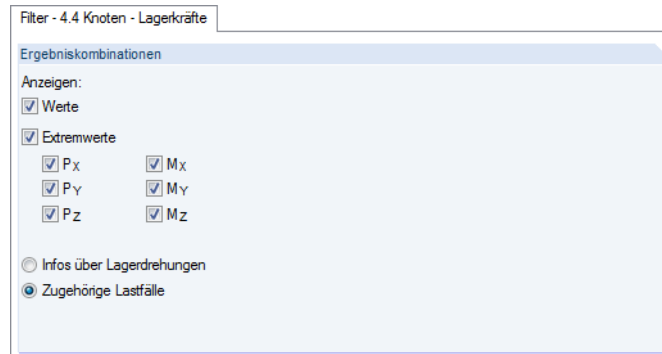 Filter - 4.4 Knoten - Lagerkräfte
Ergebniskombinationen
Anzeigen:
Werte
Extremwerte
PX MX
PY MY
PZ MZ
Infos über Lagerdrehungen
Zugehörige Lastfälle